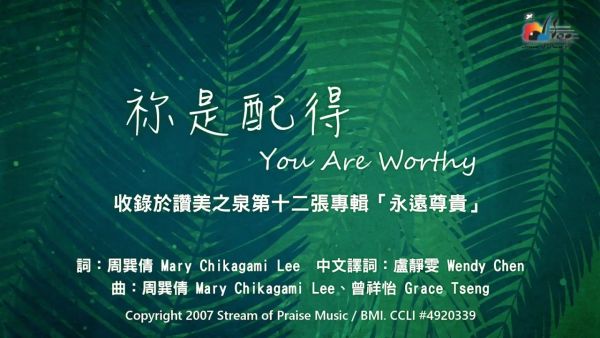 祢是配得
You Are Worthy
收錄於讚美之泉第十二張專輯「永遠尊貴」
詞：周巽倩 Mary Chikagami Lee 中文譯詞：盧靜雯 Wendy Chen
曲：周巽倩 Mary Chikagami Lee、曾祥怡 Grace Tseng
Copyright 2007 Stream of Praise Music / BMI. CCLI #4920339